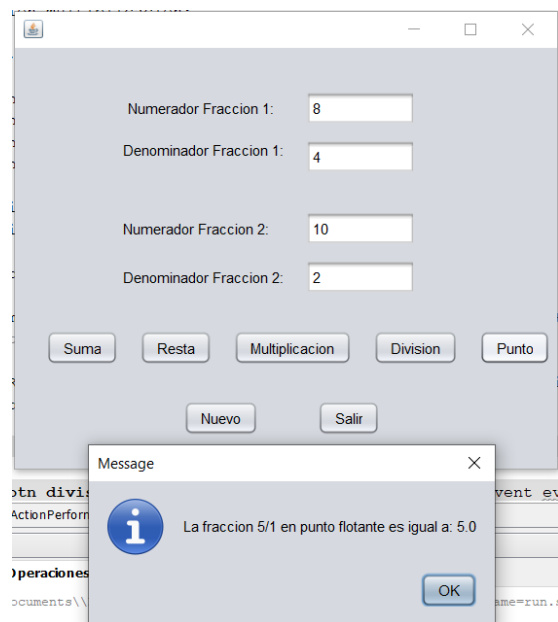 Numerador Fraccion 1: 8
Denominador Fraccion 1: 4
Numerador Fraccion 2: 10
Denominador Fraccion 2: 2
Suma Resta Multiplicacion Division Punto
Nuevo Salir
Message
otn divis vent ev
ActionPerforn
La fraccion 5/1 en punto flotante es igual a: 5.0
Operaciones
OK
ocuments\\ ame=run.s